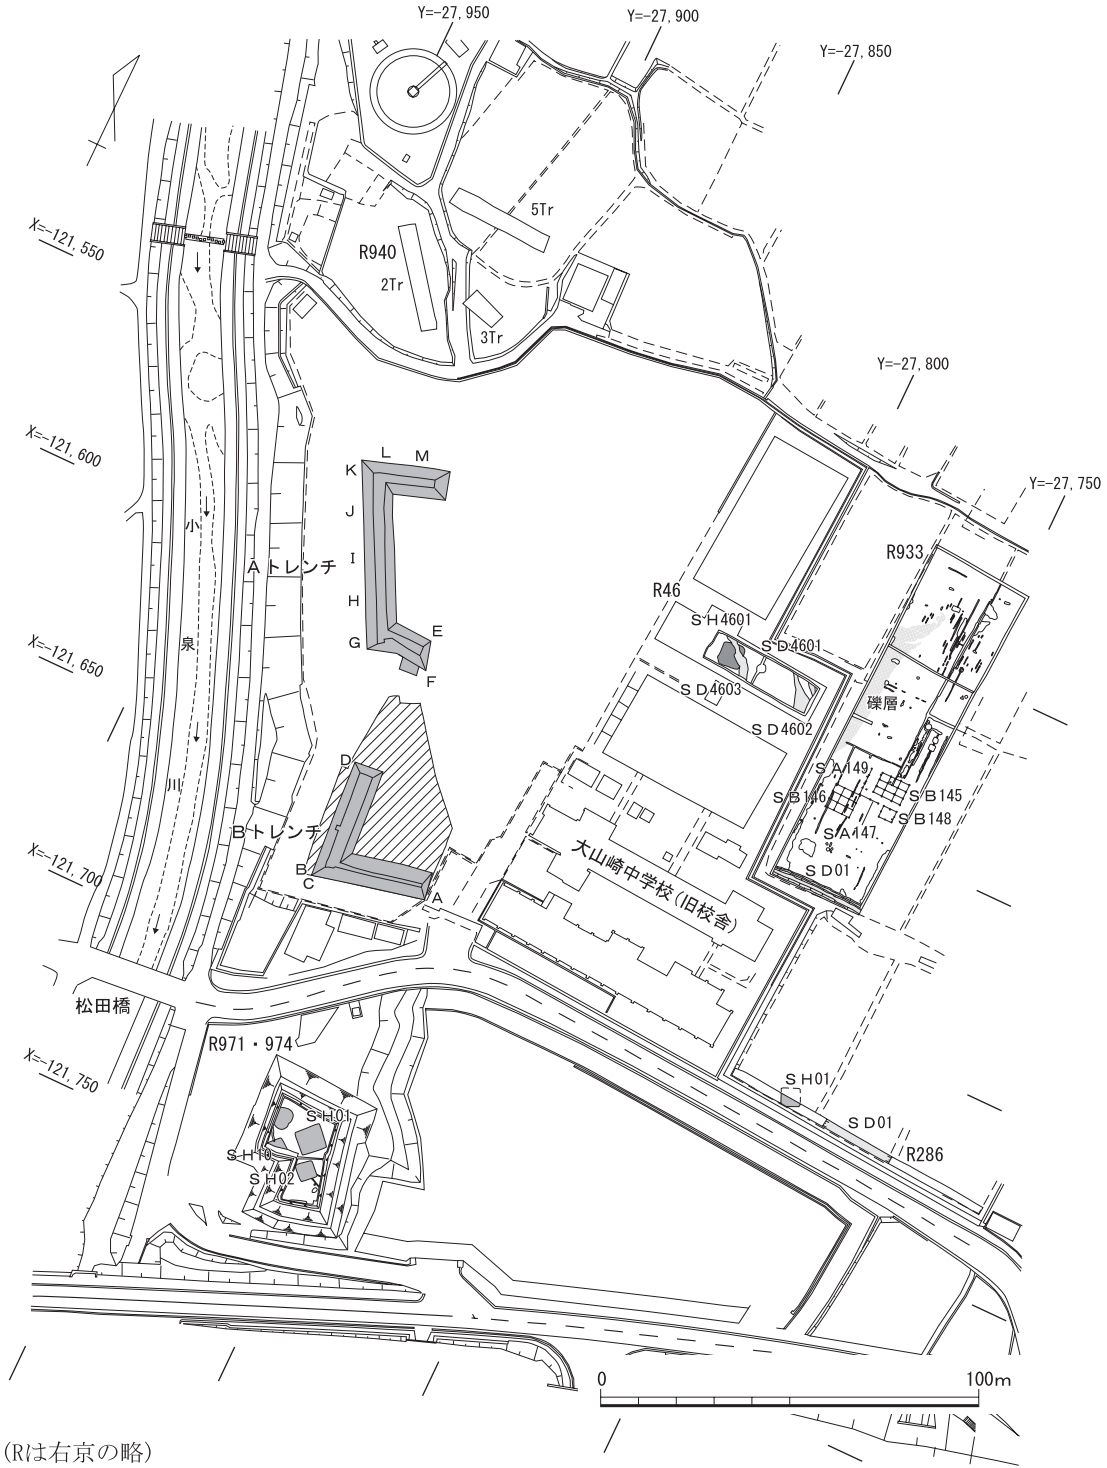 Y=-27,950
Y=-27,900
Y=-27,850
X=-121,550
5Tr
R940
2Tr
3Tr
Y=-27,800
X=-121,600
L
M
K
Y=-27,750
J
小
R933
I
Aトレンチ
R46
H
SH4601
E
泉
G
SD4601
X=-121,650
F
SD4603
礫層
SD4602
D
SA149
川
SB146
SB145
SB148
Bトレンチ
SA147
大山崎中学校(旧校舎)
X=-121,700
B
C
SD01
A
松田橋
R971・974
X=-121,750
SH01
SH01
SD01
SH10
R286
SH02
0
100m
(Rは右京の略)